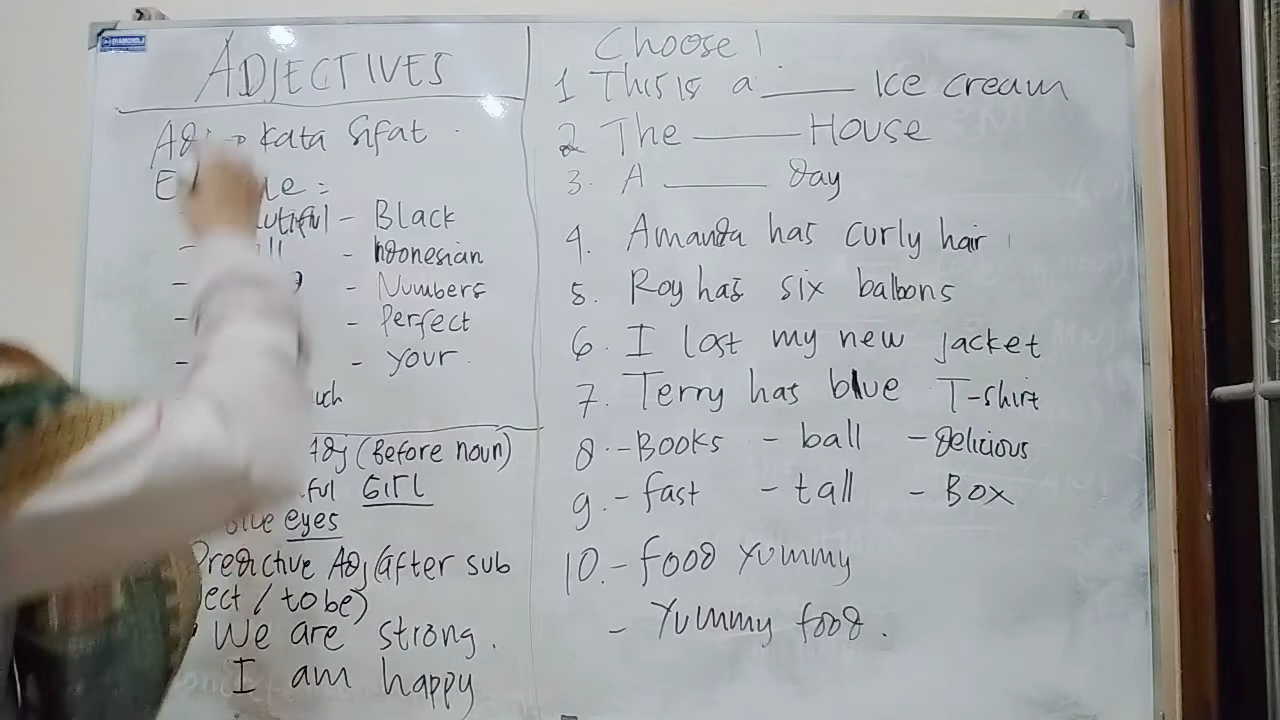 DIAMOND
ADJECTIVES
Adj → kata sifat
- Black
- Indonesian
- Numbers
- Perfect
- your
Adj (Before noun)
GIRL
blue eyes
Predictive Adj (after sub
ject / to be)
We are strong.
I am happy
Choose!
1 This is a ______ Ice cream
2 The ______ House
3. A ______ day
4. Amanda has curly hair
5. Roy has six balloons
6. I lost my new jacket
7. Terry has blue T-shirt
8. - Books - ball - delicious
9. - fast - tall - Box
10. - food yummy
- Yummy food.